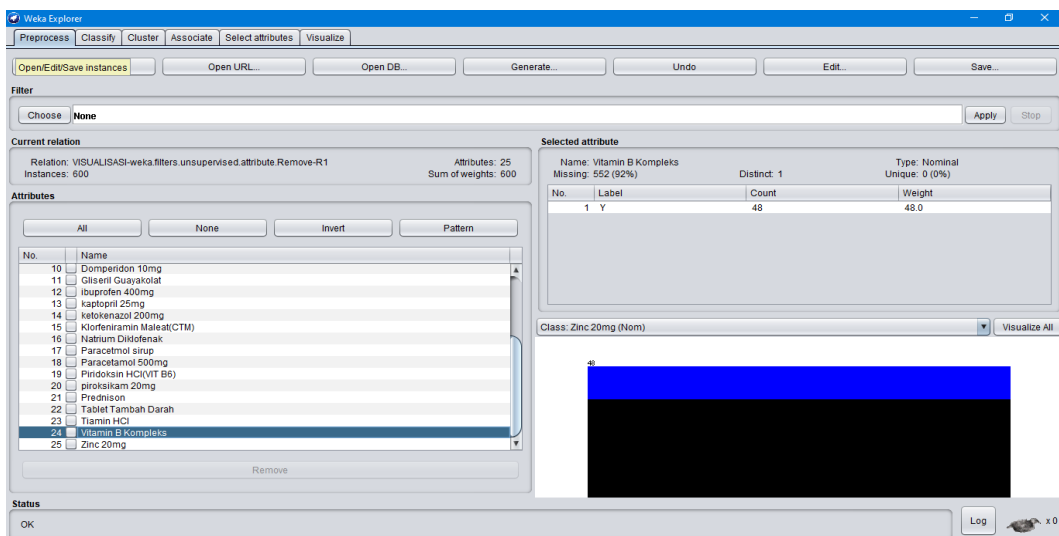 Weka Explorer
Preprocess Classify Cluster Associate Select attributes Visualize
Open/Edit/Save instances Open URL... Open DB... Generate... Undo Edit... Save...
Filter
Choose None Apply Stop
Current relation
Relation: VISUALISASI-weka.filters.unsupervised.attribute.Remove-R1 Attributes: 25
Instances: 600 Sum of weights: 600
Attributes
All None Invert Pattern
No. Name
10 Domperidon 10mg
11 Gliseril Guayakolat
12 ibuprofen 400mg
13 kaptopril 25mg
14 ketokenazol 200mg
15 Klorfeniramin Maleat(CTM)
16 Natrium Diklofenak
17 Paracetmol sirup
18 Paracetamol 500mg
19 Piridoksin HCl(VIT B6)
20 piroksikam 20mg
21 Prednison
22 Tablet Tambah Darah
23 Tiamin HCl
24 Vitamin B Kompleks
25 Zinc 20mg
Remove
Selected attribute
Name: Vitamin B Kompleks Type: Nominal
Missing: 552 (92%) Distinct: 1 Unique: 0 (0%)
No. Label Count Weight
1 Y 48 48.0
Class: Zinc 20mg (Nom) Visualize All
48
Status
OK
Log x 0